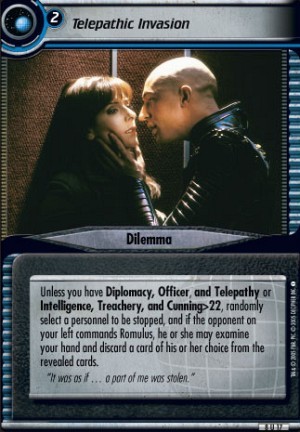 2
Telepathic Invasion
Dilemma
Unless you have Diplomacy, Officer, and Telepathy or
Intelligence, Treachery, and Cunning>22, randomly
select a personnel to be stopped, and if the opponent on
your left commands Romulus, he or she may examine
your hand and discard a card of his or her choice from the
revealed cards.
"It was as if … a part of me was stolen."